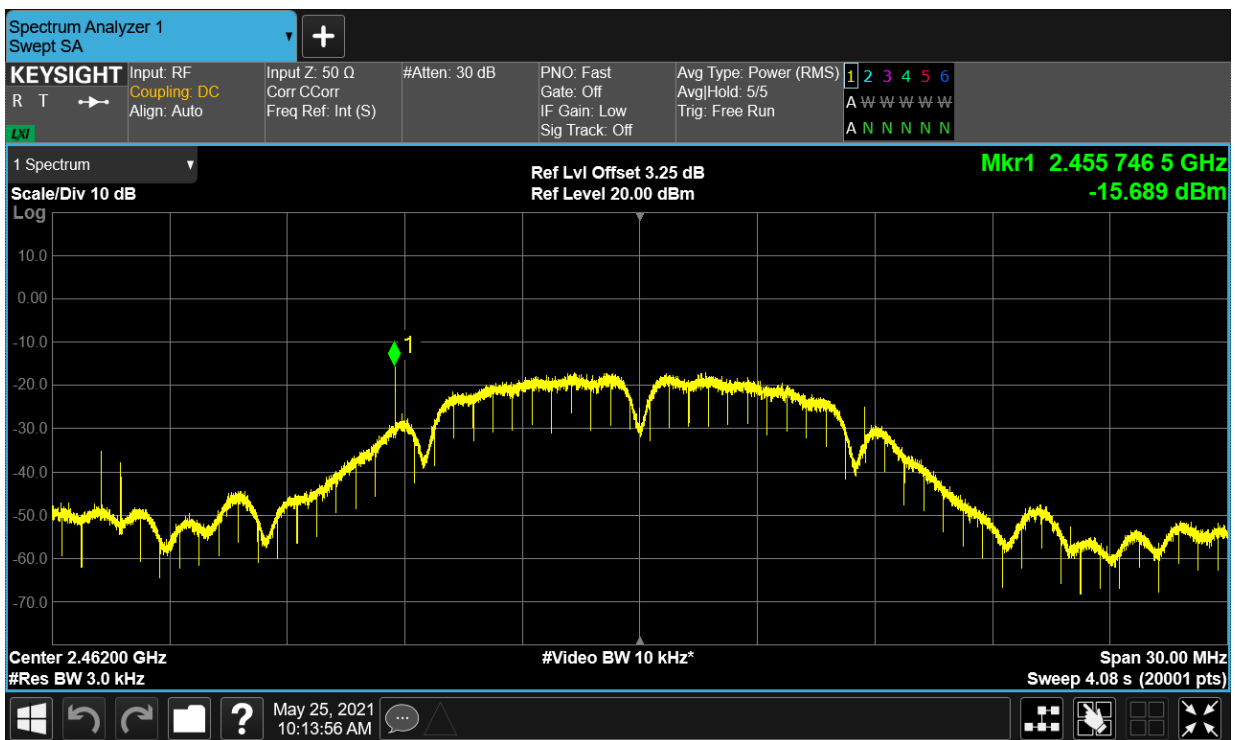 Spectrum Analyzer 1
Swept SA
▼
+
KEYSIGHT
R T
LXI
Input: RF
Coupling: DC
Align: Auto
Input Z: 50 Ω
Corr CCorr
Freq Ref: Int (S)
#Atten: 30 dB
PNO: Fast
Gate: Off
IF Gain: Low
Sig Track: Off
Avg Type: Power (RMS)
Avg|Hold: 5/5
Trig: Free Run
1 2 3 4 5 6
A W W W W W
A N N N N N
1 Spectrum ▼
Scale/Div 10 dB
Log
Ref Lvl Offset 3.25 dB
Ref Level 20.00 dBm
Mkr1 2.455 746 5 GHz
-15.689 dBm
10.0
0.00
-10.0
1
-20.0
-30.0
-40.0
-50.0
-60.0
-70.0
Center 2.46200 GHz
#Res BW 3.0 kHz
#Video BW 10 kHz*
Span 30.00 MHz
Sweep 4.08 s (20001 pts)
?
May 25, 2021
10:13:56 AM